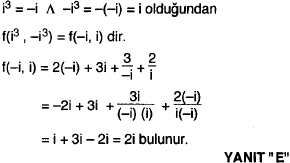 i³ = –i ∧ –i³ = –(–i) = i olduğundan
f(i³ , –i³) = f(–i, i) dir.
f(–i, i) = 2(–i) + 3i + 3/–i + 2/i
= –2i + 3i + 3i/(–i) (i) + 2(–i)/i(–i)
= i + 3i – 2i = 2i bulunur.
YANIT "E"